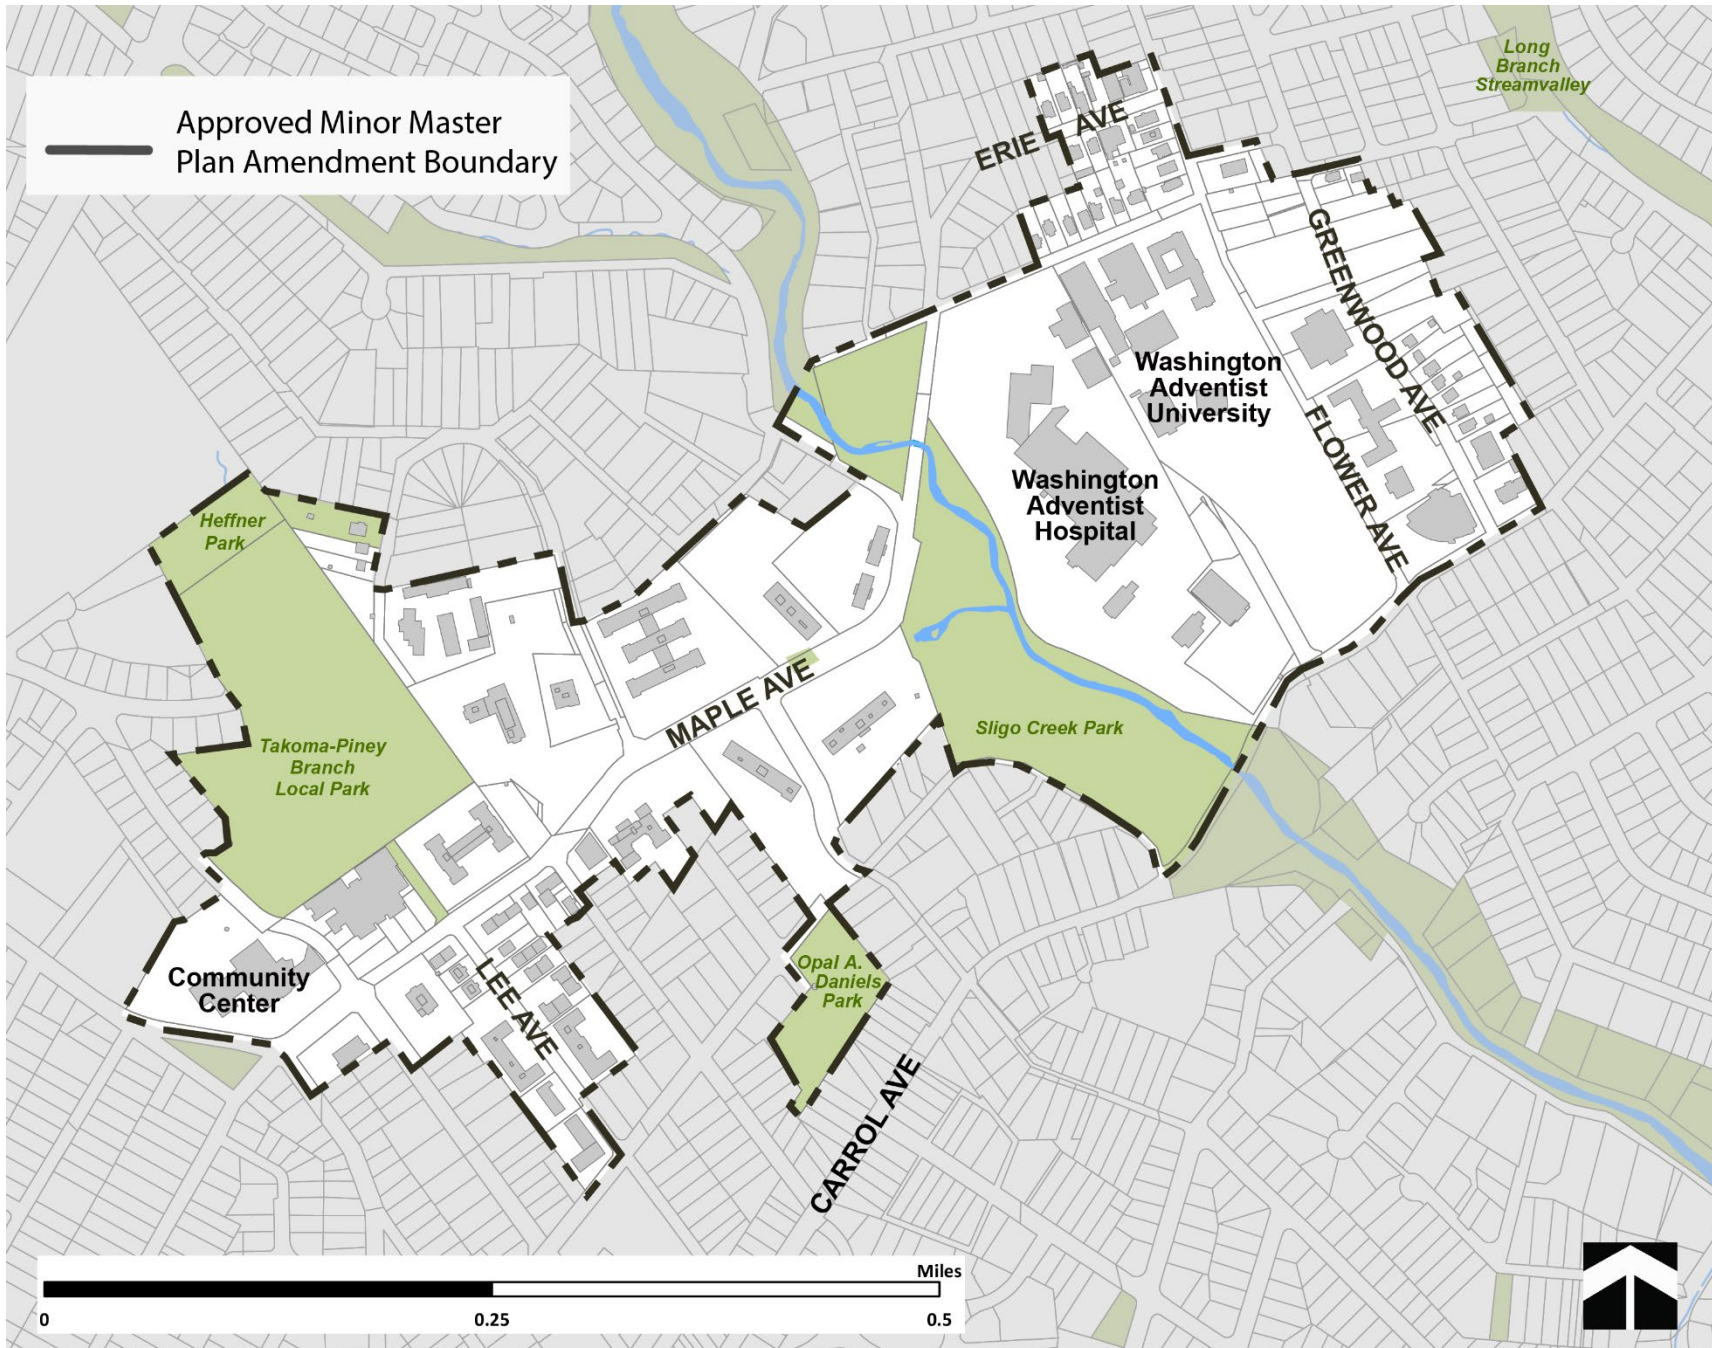 Long
Branch
Streamvalley
Approved Minor Master
Plan Amendment Boundary
ERIE AVE
GREENWOOD AVE
Washington
Adventist
University
FLOWER AVE
Washington
Adventist
Hospital
Heffner
Park
MAPLE AVE
Sligo Creek Park
Takoma-Piney
Branch
Local Park
Opal A.
Daniels
Park
Community
Center
LEE AVE
CARROL AVE
Miles
0
0.25
0.5